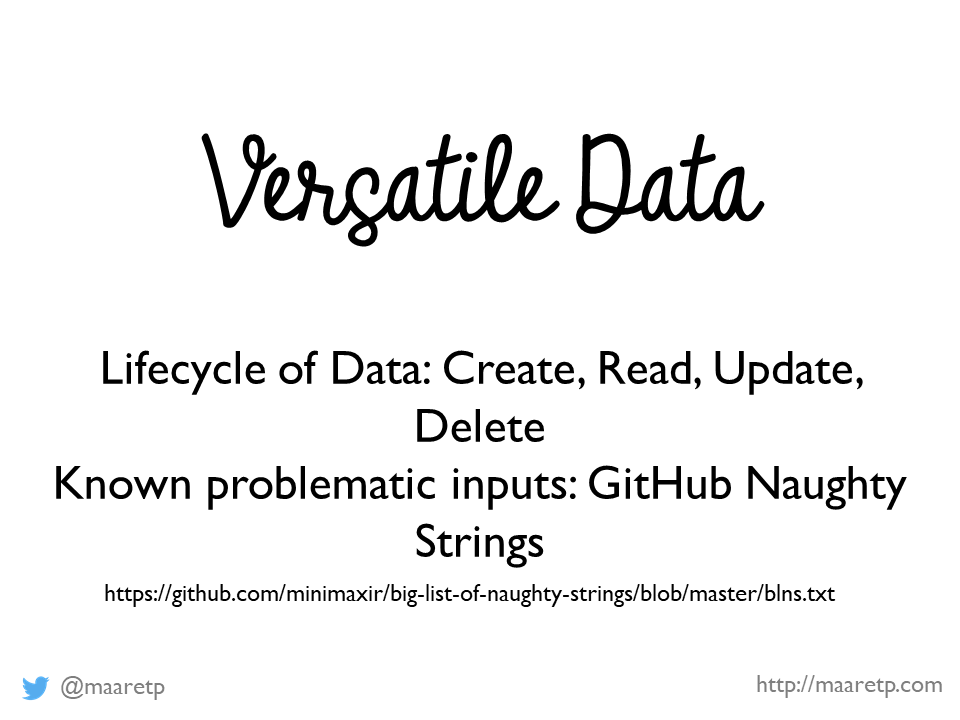 Versatile Data
Lifecycle of Data: Create, Read, Update,
Delete
Known problematic inputs: GitHub Naughty
Strings
https://github.com/minimaxir/big-list-of-naughty-strings/blob/master/blns.txt
@maaretp
http://maaretp.com